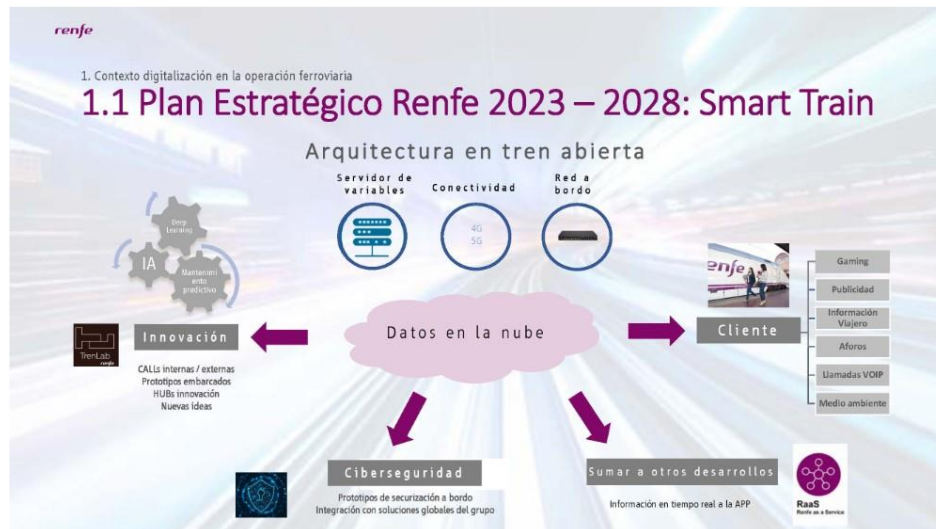 renfe
1. Contexto digitalización en la operación ferroviaria
1.1 Plan Estratégico Renfe 2023 – 2028: Smart Train
Arquitectura en tren abierta
Servidor de
variables
Conectividad
Red a
bordo
4G
5G
Deep
Learning
IA
Mantenimi
ento
predictivo
renfe
Gaming
Publicidad
Información
Viajero
Aforos
Llamadas VOIP
Medio ambiente
Cliente
Datos en la nube
TrenLab
renfe
Innovación
CALLs internas / externas
Prototipos embarcados
HUBs innovación
Nuevas ideas
Ciberseguridad
Prototipos de securización a bordo
Integración con soluciones globales del grupo
Sumar a otros desarrollos
Información en tiempo real a la APP
RaaS
Renfe as a Service